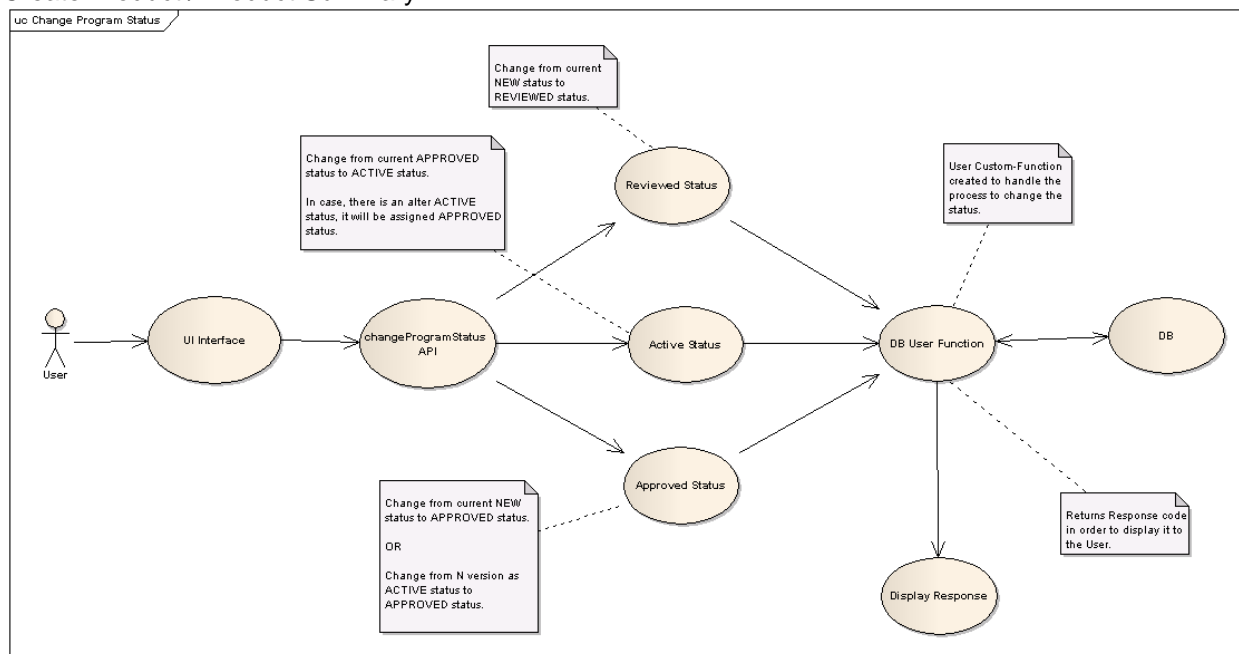 Create Product/Product Summary
uc Change Program Status
Change from current
NEW status to
REVIEWED status.
Change from current APPROVED
status to ACTIVE status.
In case, there is an alter ACTIVE
status, it will be assigned APPROVED
status.
Reviewed Status
User Custom-Function
created to handle the
process to change the
status.
User
UI Interface
changeProgramStatus
API
Active Status
DB User Function
DB
Approved Status
Change from current NEW
status to APPROVED status.
OR
Change from N version as
ACTIVE status to
APPROVED status.
Returns Response code
in order to display it to
the User.
Display Response